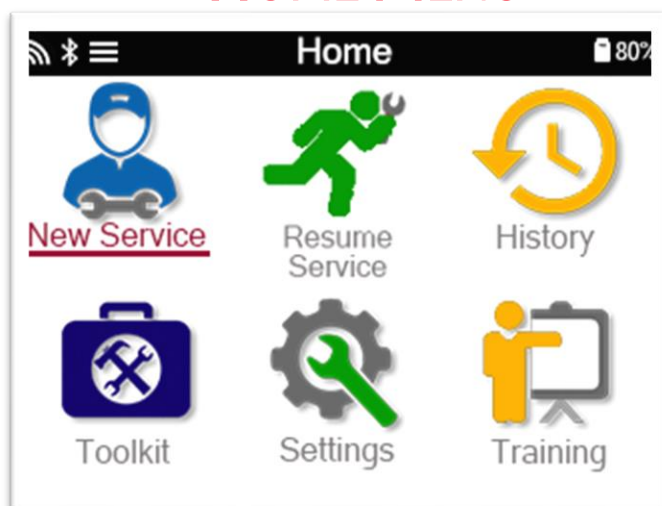 Home
80%
New Service
Resume
Service
History
Toolkit
Settings
Training